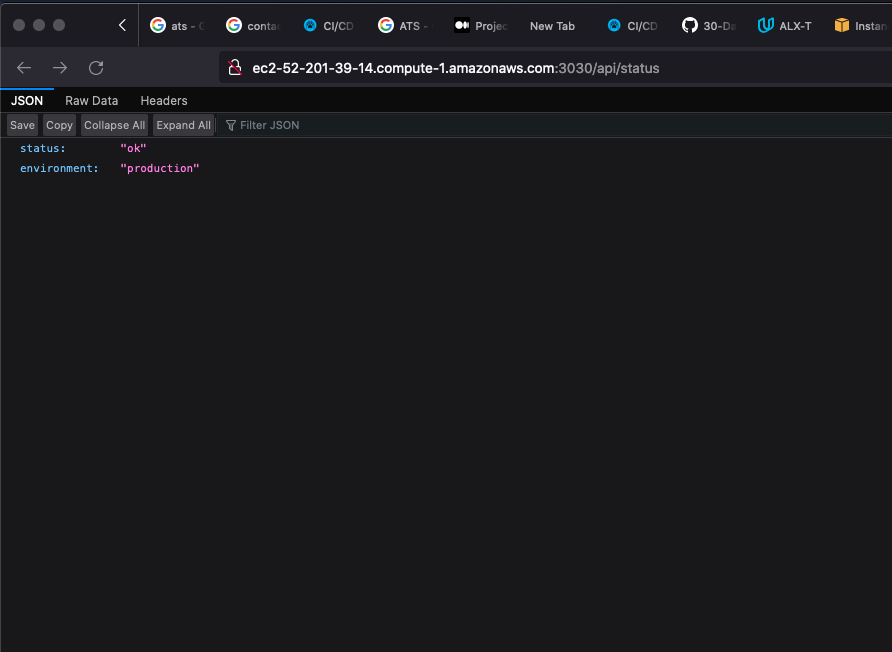 ats - G
conta
CI/CD
ATS -
Projec
New Tab
CI/CD
30-Da
ALX-T
Instan
ec2-52-201-39-14.compute-1.amazonaws.com:3030/api/status
JSON Raw Data Headers
Save Copy Collapse All Expand All Filter JSON
status: "ok"
environment: "production"